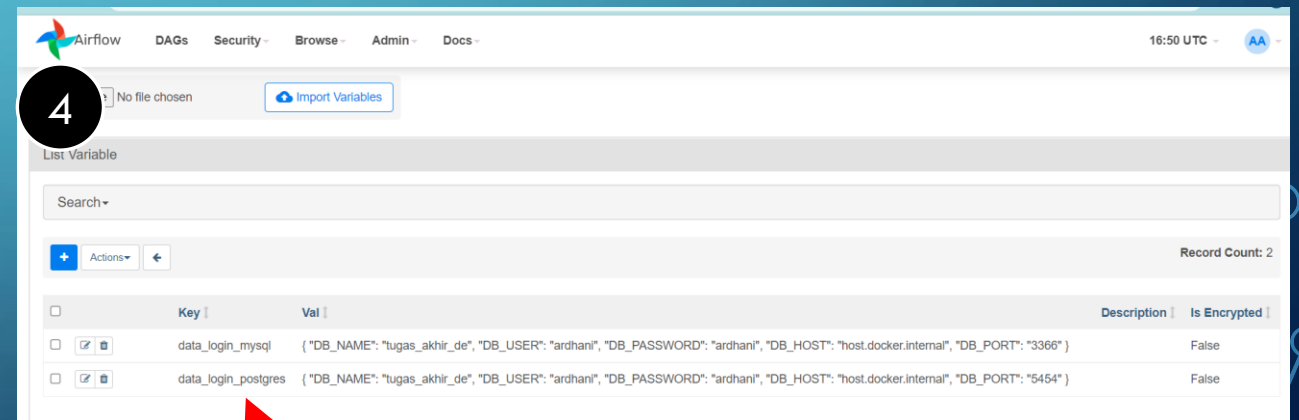 Airflow DAGs Security Browse Admin Docs 16:50 UTC AA
4 No file chosen Import Variables
List Variable
Search
+ Actions Record Count: 2
Key Val Description Is Encrypted
data_login_mysql { "DB_NAME": "tugas_akhir_de", "DB_USER": "ardhani", "DB_PASSWORD": "ardhani", "DB_HOST": "host.docker.internal", "DB_PORT": "3366" } False
data_login_postgres { "DB_NAME": "tugas_akhir_de", "DB_USER": "ardhani", "DB_PASSWORD": "ardhani", "DB_HOST": "host.docker.internal", "DB_PORT": "5454" } False